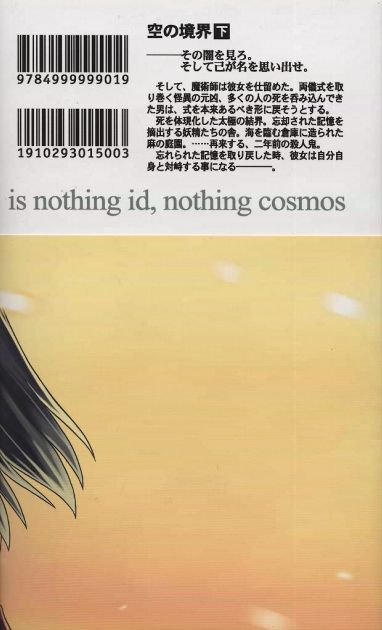 空の境界 下
――その闇を見ろ。
そして己が名を思い出せ。
9784999999019
1910293015003
そして、魔術師は彼女を仕留めた。両儀式を取
り巻く怪異の元凶、多くの人の死を呑み込んでき
た男は、式を本来あるべき形に戻そうとする。
死を体現化した太極の結界。忘却された記憶を
摘出する妖精たちの舎。海を臨む倉庫に造られた
麻の庭園。……再来する、二年前の殺人鬼。
忘れられた記憶を取り戻した時、彼女は自分自
身と対峙する事になる――。
is nothing id, nothing cosmos